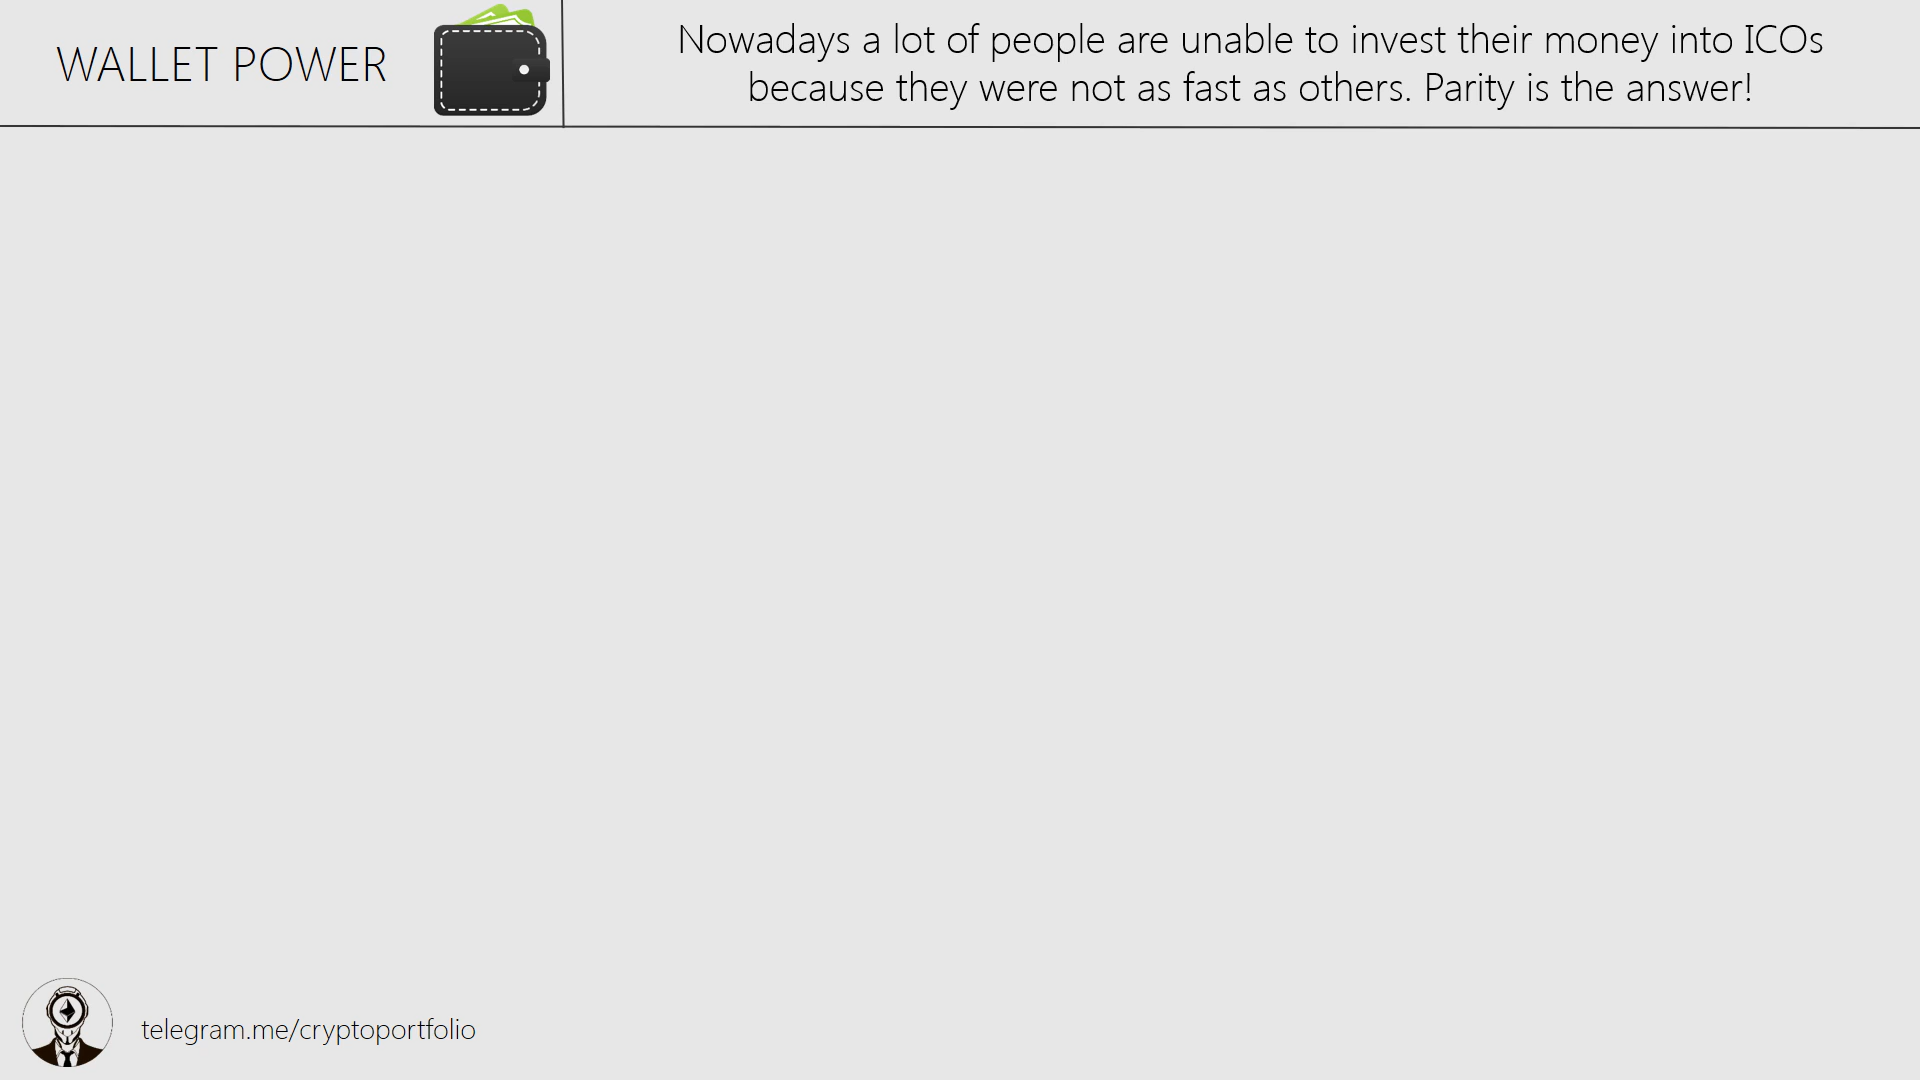 WALLET POWER
Nowadays a lot of people are unable to invest their money into ICOs
because they were not as fast as others. Parity is the answer!
telegram.me/cryptoportfolio